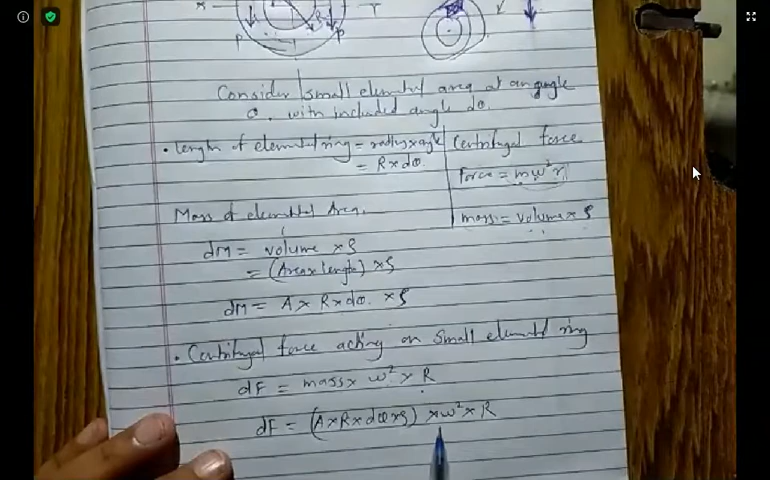 Consider small elemental area at an angle
θ, with included angle dθ.
• Length of elemental ring = radius x angle
= R x dθ
Centrifugal force
Force = mω²r
mass = volume x ρ
Mass of elemental Area.
dM = volume x ρ
= (Area x length) x ρ
dM = A x R x dθ. x ρ
• Centrifugal force acting on small elemental ring
dF = mass x ω² x R
dF = (A x R x dθ x ρ) x ω² x R